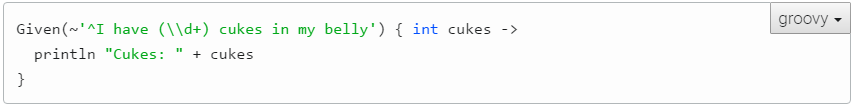 groovy
Given(~'^I have (\\d+) cukes in my belly') { int cukes ->
  println "Cukes: " + cukes
}